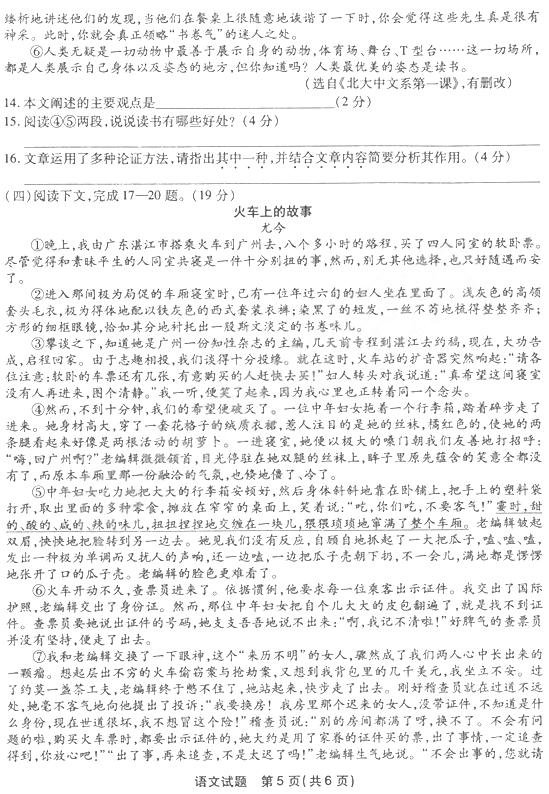 缕析地讲述他们的发现,当他们在餐桌上很随意地诙谐了一下时,你会觉得这些先生真是很有
神采。此时,你就会真正领略“书卷气”的迷人之处。
⑥人类无疑是一切动物中最善于展示自身的动物,体育场、舞台、T型台……这一切场所,
都是人类展示自己身体以及姿态的地方,但你知道吗?人类最优美的姿态是读书。
(选自《北大中文系第一课》,有删改)
14.本文阐述的主要观点是 (2分)
15.阅读④⑤两段,说说读书有哪些好处?(4分)
16.文章运用了多种论证方法,请指出其中一种,并结合文章内容简要分析其作用。(4分)
(四)阅读下文,完成17—20题。(19分)
火车上的故事
尤今
①晚上,我由广东湛江市搭乘火车到广州去,八个多小时的路程,买了四人同室的软卧票。
尽管觉得和素昧平生的人同室共寝是一件十分别扭的事,然而,别无其他选择,也只好随遇而安
了。
②进入那间极为局促的车厢寝室时,已有一位年过六旬的妇人坐在里面了。浅灰色的高领
套头毛衣,极为得体地配以铁灰色的西式套装衣裤;染黑了的短发,一丝不苟地梳得整整齐齐;
方形的细框眼镜,恰如其分地衬托出一股斯文淡定的书卷味儿。
③攀谈之下,知道她是广州一份知性杂志的主编,几天前专程到湛江去约稿,现在,大功告
成,启程回家。由于志趣相投,我们谈得十分投缘。就在这时,火车站的扩音器突然响起:“请各
位注意:软卧的车票还有几张,有意购买的人赶快去买!”妇人转头对我说道:“真希望这间寝室
没有人再进来,图个清静。”我一听,便笑了起来,因为我心里也正转着同一个念头。
④然而,不到十分钟,我们的希望便破灭了。一位中年妇女拖着一个行李箱,踏着碎步走了
进来。她身材高大,穿了一套花格子的绒质衣裙,惹人注目的是她的丝袜,橘红色的,使她的两
条腿看起来好像是两根活动的胡萝卜。一进寝室,她便以极大的嗓门朝我们友善地打招呼:
“嗨,回广州啊?”老编辑微微颔首,目光停驻在她双腿的丝袜上,眸子里原先蕴含的笑意全都没
有了,而原本车厢里那一份融洽的气氛,也倏地僵了、冷了。
⑤中年妇女吃力地把大大的行李箱安顿好,然后身体斜斜地靠在卧铺上,把手上的塑料袋
打开,取出里面的多种零食,摊放在窄窄的桌面上,笑着说:“吃,你们吃,不要客气!”霎时,甜
的、酸的、咸的、辣的味儿,扭扭捏捏地交缠在一块儿,猥猥琐琐地窜满了整个车厢。老编辑皱起
双眉,怏怏地把脸转到另一边去。她见我们没有反应,自顾自地抓起了一大把瓜子,嗑、嗑、嗑,
发出一种极为单调而又扰人的声响,还一边嗑,一边把瓜子壳朝下扔,不一会儿,满地都是愣愣
地张开了口的瓜子壳。老编辑的脸色更难看了。
⑥火车开动不久,查票员进来了。依据惯例,他要求每一位乘客出示证件。我交出了国际
护照,老编辑交出了身份证。然而,那位中年妇女把自个儿大大的皮包翻遍了,就是找不到证
件。查票员要她说出证件的号码,她支支吾吾地说不出来:“啊,我记不清啦!”好脾气的查票员
并没有坚持,便走了出去。
⑦我和老编辑交换了一下眼神,这个“来历不明”的女人,骤然成了我们两人心中长出来的
一颗瘤。想起层出不穷的火车偷窃案与抢劫案,又想到我背包里的几千美元,我坐立不安。过
了约莫一盏茶工夫,老编辑终于憋不住了,她站起来,快步走了出去。刚好稽查员就在过道不远
处,她毫不客气地向他提出了投诉:“我要换房!我房里那个迟来的女人,没带证件,不知道是什
么身份,现在世道很坏,我不想冒这个险!”稽查员说:“别的房间都满了呀,换不了。不会有问
题的啦,购买火车票时,都要出示证件的,她大约是用了家眷的证件买的票,出了事情,一定追查
得到,你放心吧!”“出了事,再来追查,不是太迟了吗!”老编辑生气地说。“不会出事的,您就请
语文试题 第5页(共6页)